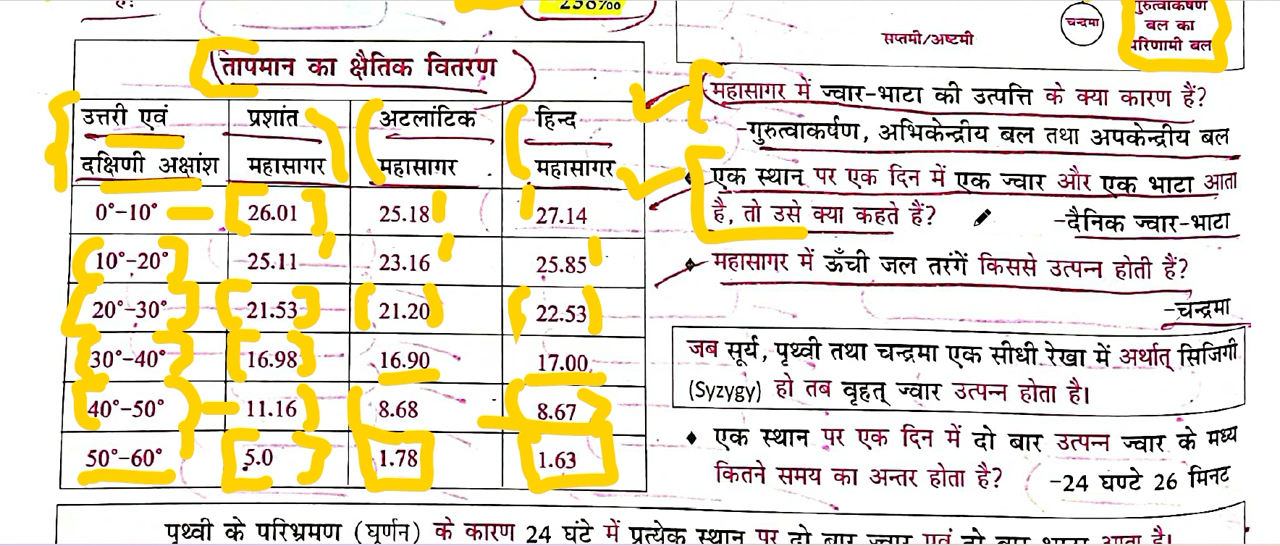 238‰
तापमान का क्षैतिक वितरण
उत्तरी एवं दक्षिणी अक्षांश | प्रशांत महासागर | अटलांटिक महासागर | हिन्द महासागर
0°–10° | 26.01 | 25.18 | 27.14
10°–20° | 25.11 | 23.16 | 25.85
20°–30° | 21.53 | 21.20 | 22.53
30°–40° | 16.98 | 16.90 | 17.00
40°–50° | 11.16 | 8.68 | 8.67
50°–60° | 5.0 | 1.78 | 1.63
सप्तमी/अष्टमी
चन्द्रमा
गुरुत्वाकर्षण
बल का
परिणामी बल
महासागर में ज्वार-भाटा की उत्पत्ति के क्या कारण हैं?
–गुरुत्वाकर्षण, अभिकेन्द्रीय बल तथा अपकेन्द्रीय बल
♦ एक स्थान पर एक दिन में एक ज्वार और एक भाटा आता
है, तो उसे क्या कहते हैं? –दैनिक ज्वार-भाटा
♦ महासागर में ऊँची जल तरंगें किससे उत्पन्न होती हैं?
–चन्द्रमा
जब सूर्य, पृथ्वी तथा चन्द्रमा एक सीधी रेखा में अर्थात् सिजिगी
(Syzygy) हो तब वृहत् ज्वार उत्पन्न होता है।
♦ एक स्थान पर एक दिन में दो बार उत्पन्न ज्वार के मध्य
कितने समय का अन्तर होता है? –24 घण्टे 26 मिनट
पृथ्वी के परिभ्रमण (घूर्णन) के कारण 24 घंटे में प्रत्येक स्थान पर दो बार ज्वार एवं दो बार भाटा आता है।